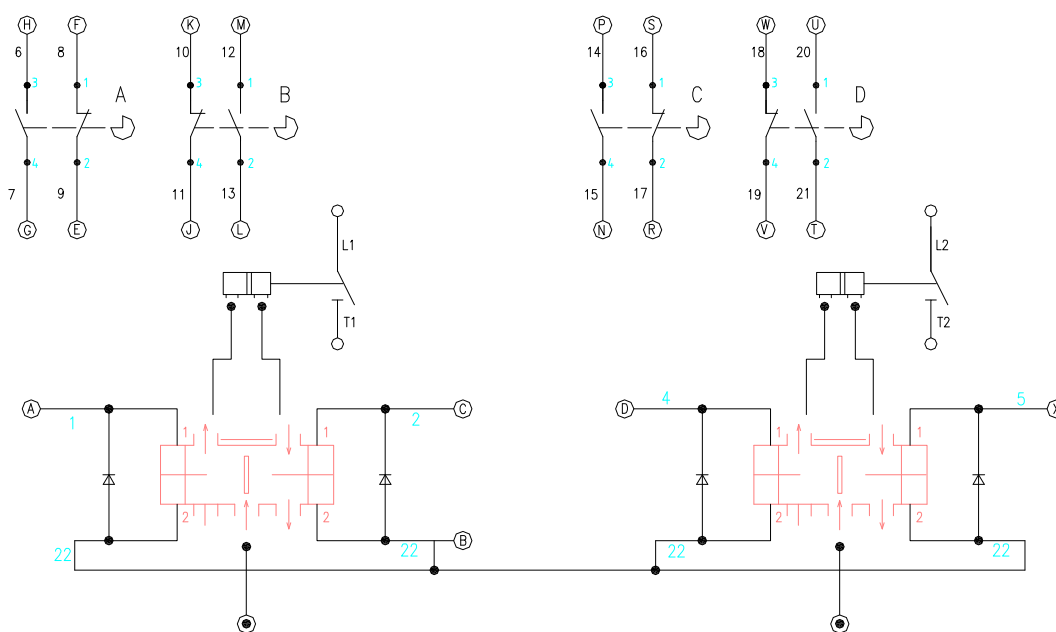 H F K M P S W U
6 8 10 12 14 16 18 20
3 1 3 1 3 1 3 1
A B C D
4 2 4 2 4 2 4 2
7 9 11 13 15 17 19 21
G E J L N R V T
L1 L2
T1 T2
A 1 2 C D 4 5 X
1 1 1 1
2 2 2 2
22 22 B 22 22